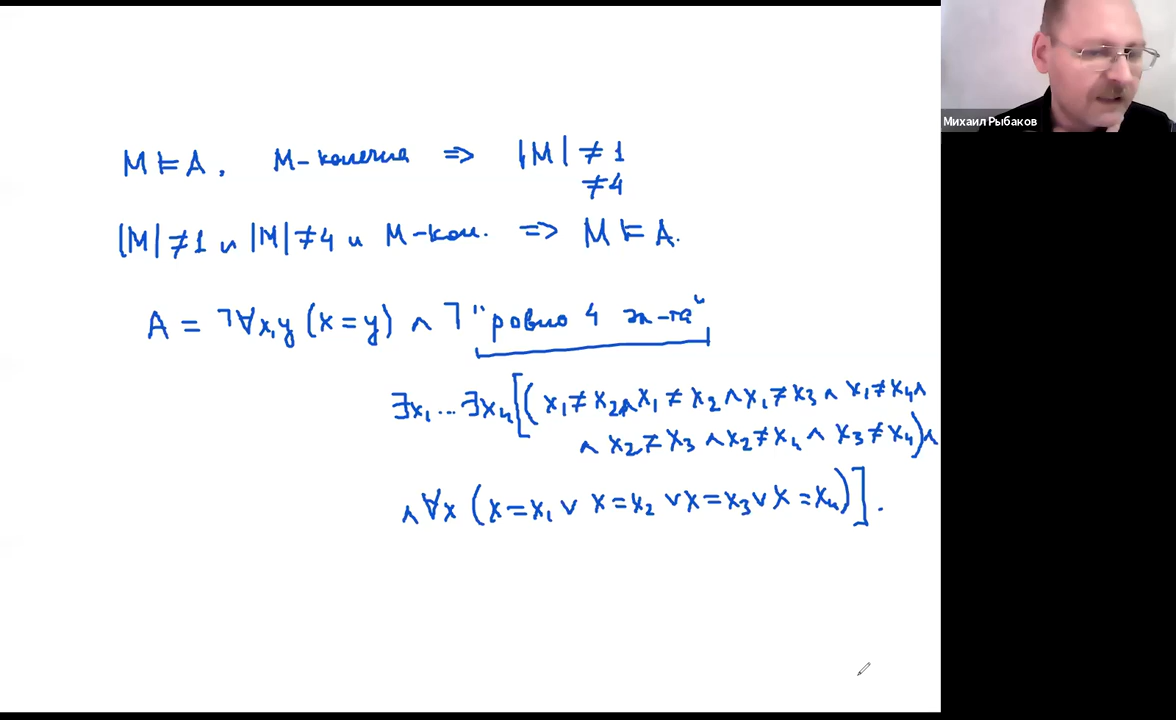 M ⊨ A, M – конечна ⇒ |M| ≠ 1
≠ 4
|M| ≠ 1 и |M| ≠ 4 и M – кон. ⇒ M ⊨ A.
A = ¬∀x,y (x = y) ∧ ¬ "ровно 4 эл-та"
∃x₁ ... ∃x₄[(x₁ ≠ x₂ ∧ x₁ ≠ x₂ ∧ x₁ ≠ x₃ ∧ x₁ ≠ x₄ ∧
∧ x₂ ≠ x₃ ∧ x₂ ≠ x₄ ∧ x₃ ≠ x₄) ∧
∧ ∀x (x = x₁ ∨ x = x₂ ∨ x = x₃ ∨ x = x₄)].
Михаил Рыбаков